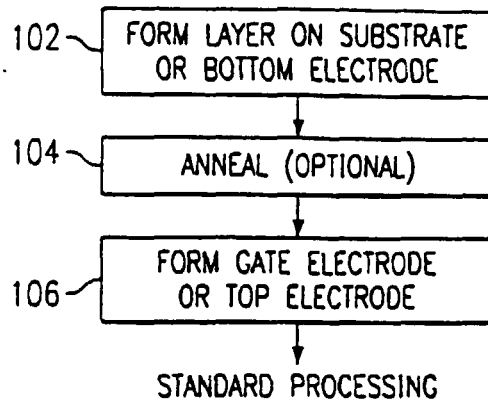 102 FORM LAYER ON SUBSTRATE
OR BOTTOM ELECTRODE
104 ANNEAL (OPTIONAL)
FORM GATE ELECTRODE
106 OR TOP ELECTRODE
STANDARD PROCESSING